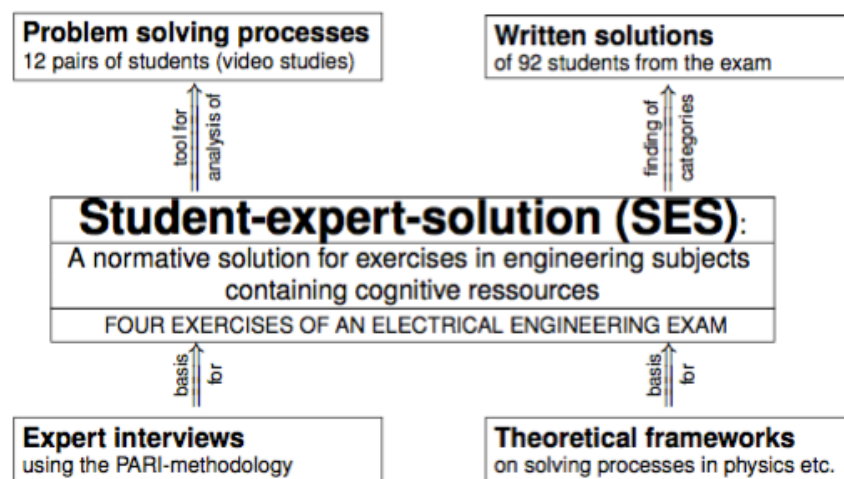 Problem solving processes
12 pairs of students (video studies)
Written solutions
of 92 students from the exam
tool for
analysis of
finding of
categories
Student-expert-solution (SES):
A normative solution for exercises in engineering subjects
containing cognitive ressources
FOUR EXERCISES OF AN ELECTRICAL ENGINEERING EXAM
basis
for
basis
for
Expert interviews
using the PARI-methodology
Theoretical frameworks
on solving processes in physics etc.